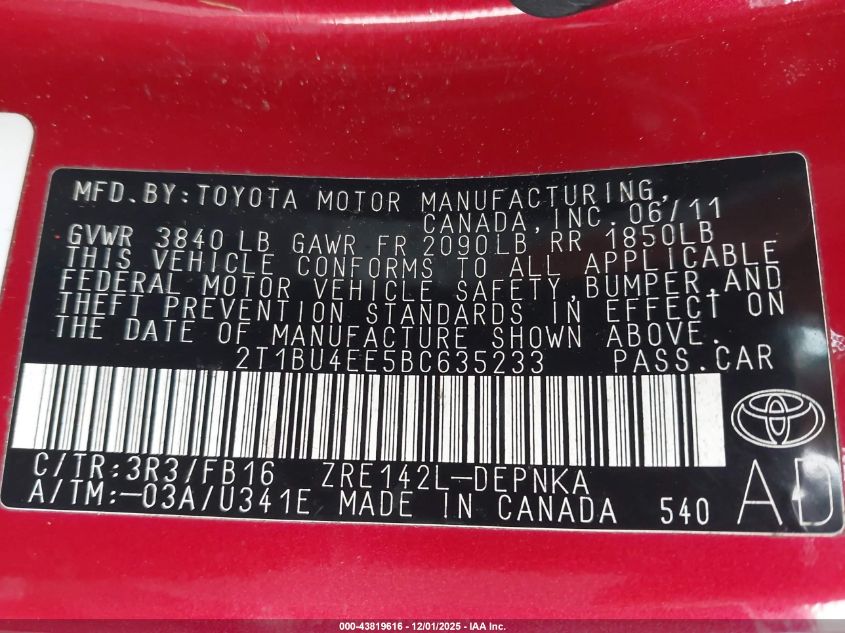 MFD.BY:TOYOTA MOTOR MANUFACTURING,
CANADA,INC. 06/11
GVWR 3840 LB GAWR FR 2090LB RR 1850LB
THIS VEHICLE CONFORMS TO ALL APPLICABLE
FEDERAL MOTOR VEHICLE SAFETY,BUMPER,AND
THEFT PREVENTION STANDARDS IN EFFECT ON
THE DATE OF MANUFACTURE SHOWN ABOVE.
2T1BU4EE5BC635233 PASS.CAR
C/TR:3R3/FB16 ZRE142L-DEPNKA
A/TM:-03A/U341E MADE IN CANADA 540 AD
000-43819616 - 12/01/2025 - IAA Inc.